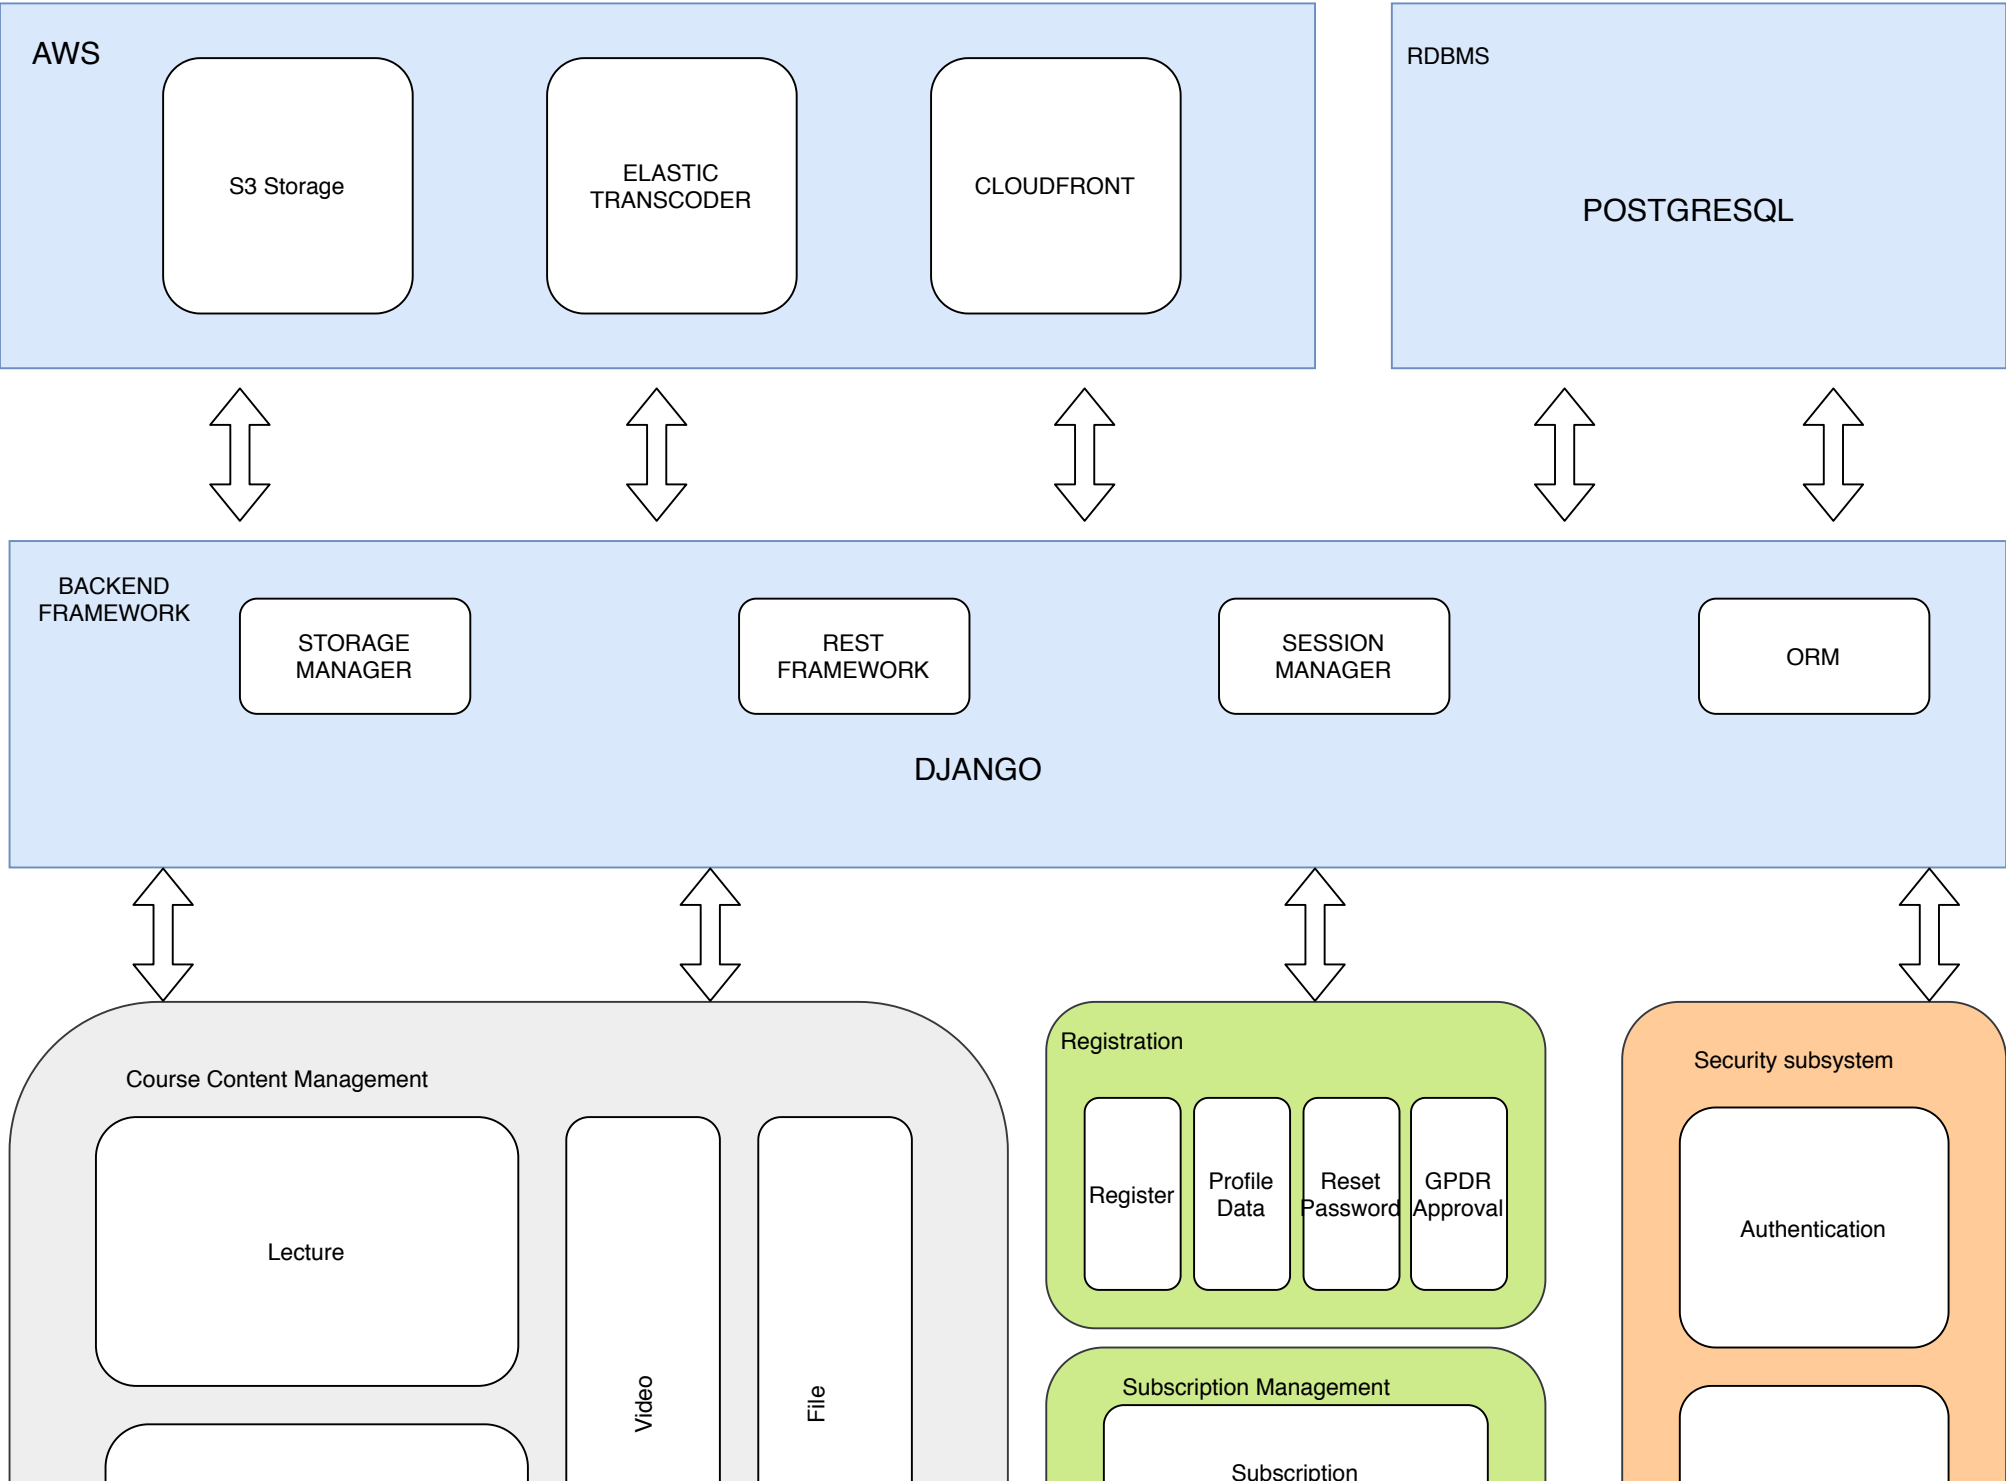 AWS
S3 Storage
ELASTIC
TRANSCODER
CLOUDFRONT
RDBMS
POSTGRESQL
BACKEND
FRAMEWORK
STORAGE
MANAGER
REST
FRAMEWORK
SESSION
MANAGER
ORM
DJANGO
Course Content Management
Lecture
Video
File
Registration
Register
Profile
Data
Reset
Password
GPDR
Approval
Subscription Management
Subscription
Security subsystem
Authentication